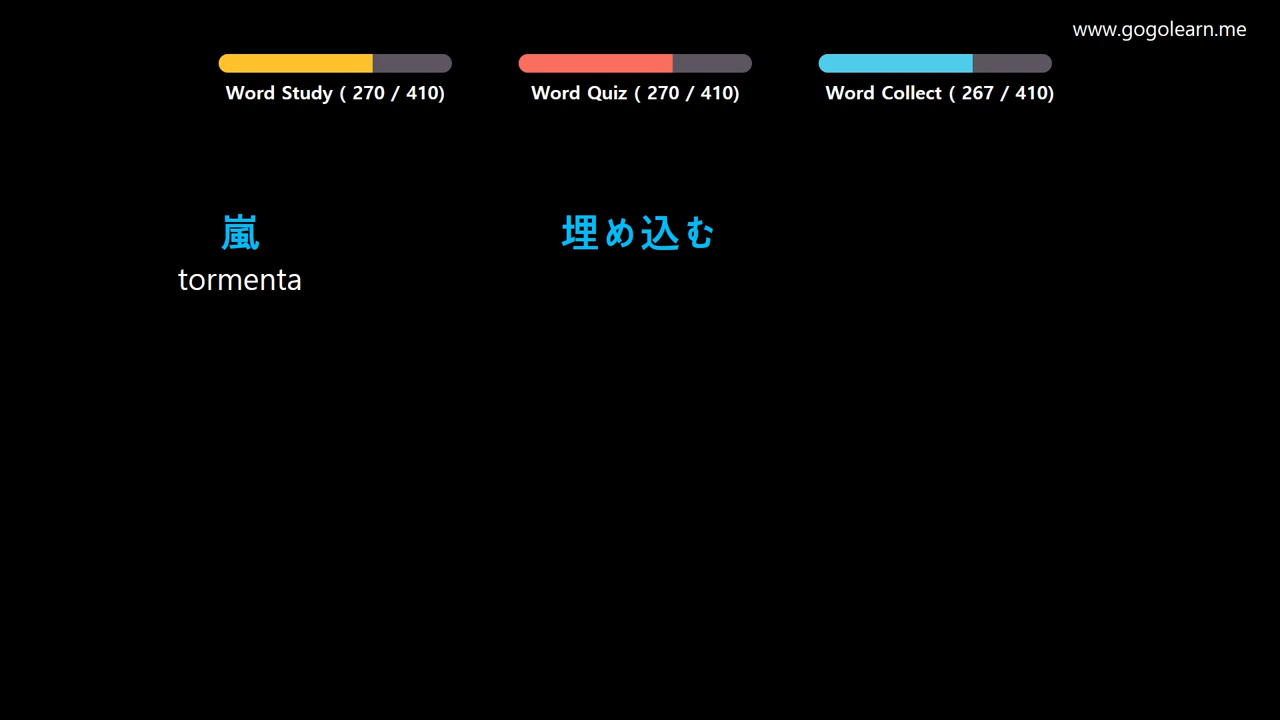 www.gogolearn.me
Word Study ( 270 / 410)
Word Quiz ( 270 / 410)
Word Collect ( 267 / 410)
嵐
tormenta
埋め込む